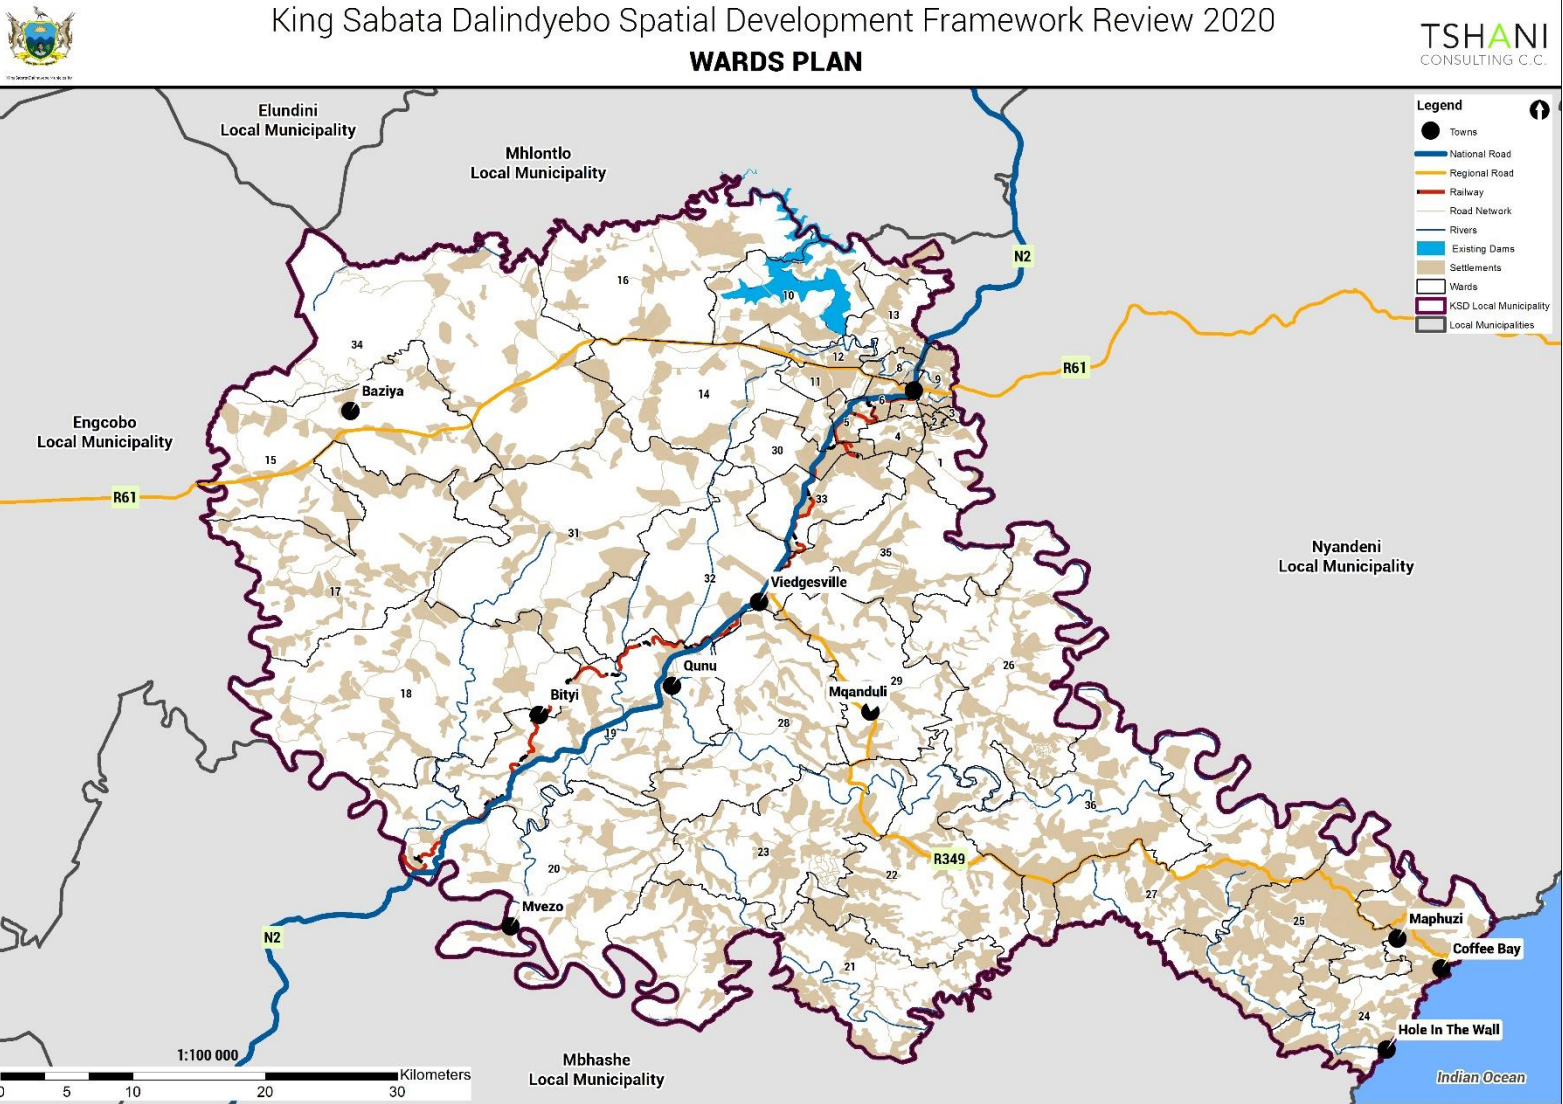 King Sabata Dalindyebo Spatial Development Framework Review 2020
WARDS PLAN
TSHANI
CONSULTING C.C.
Legend
Towns
National Road
Regional Road
Railway
Road Network
Rivers
Existing Dams
Settlements
Wards
KSD Local Municipality
Local Municipalities
Elundini
Local Municipality
Mhlontlo
Local Municipality
N2
16
10
13
34
12
8
9
R61
Baziya
11
14
6
7
3
2
5
4
Engcobo
Local Municipality
15
30
1
R61
33
31
35
Nyandeni
Local Municipality
32
Viedgesville
17
26
Qunu
29
18
Bityi
Mqanduli
28
19
36
23
R349
20
22
27
Mvezo
25
Maphuzi
N2
Coffee Bay
21
24
Hole In The Wall
1:100 000
Mbhashe
Local Municipality
Indian Ocean
Kilometers
0 5 10 20 30